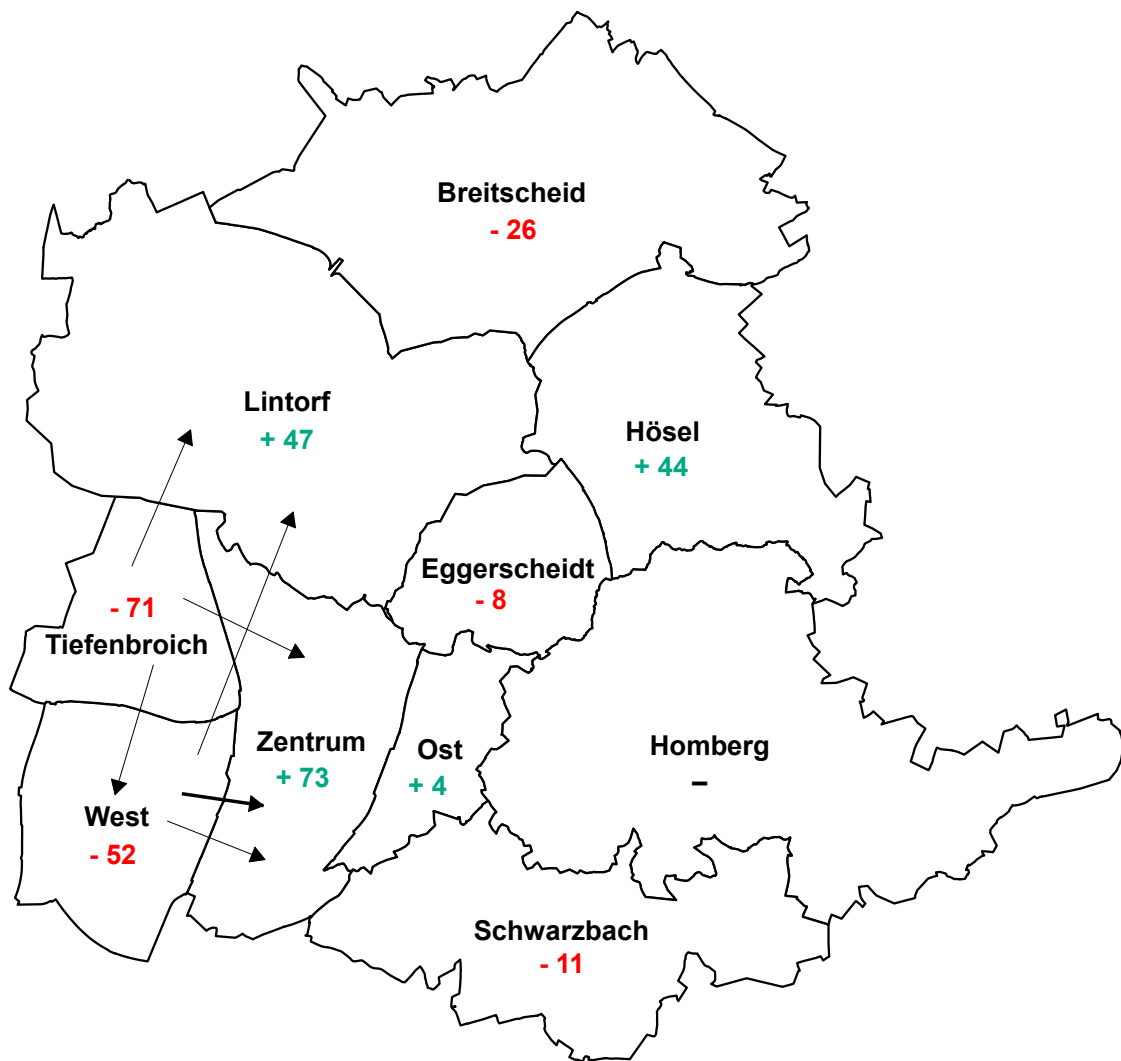 Breitscheid
- 26
Lintorf
+ 47
Hösel
+ 44
Eggerscheidt
- 8
- 71
Tiefenbroich
Zentrum
+ 73
Ost
+ 4
Homberg
–
West
- 52
Schwarzbach
- 11